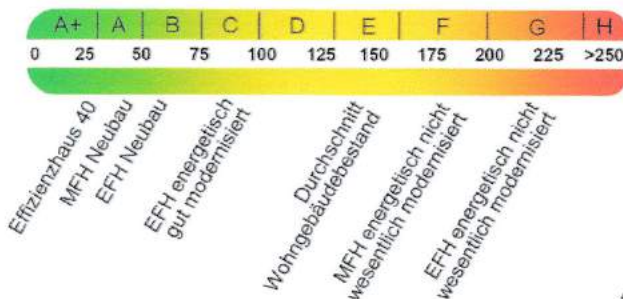 A+ A B C D E F G H
0 25 50 75 100 125 150 175 200 225 >250
Effizienzhaus 40
MFH Neubau
EFH Neubau
EFH energetisch
gut modernisiert
Durchschnitt
Wohngebäudebestand
MFH energetisch nicht
wesentlich modernisiert
EFH energetisch nicht
wesentlich modernisiert